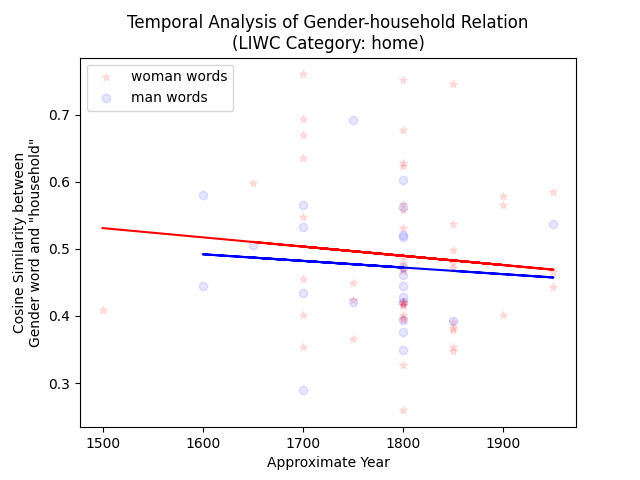 Temporal Analysis of Gender-household Relation
(LIWC Category: home)
woman words
man words
0.7
0.6
0.5
0.4
0.3
Cosine Similarity between
Gender word and "household"
1500
1600
1700
1800
1900
Approximate Year